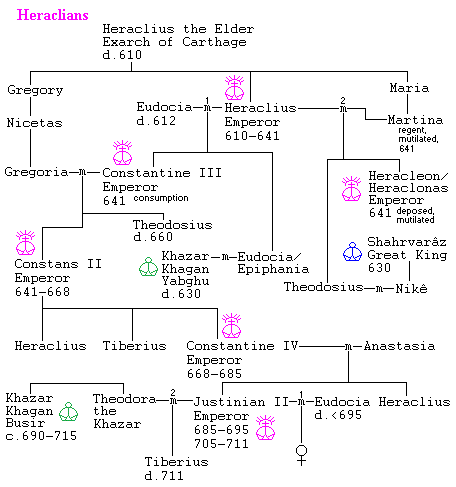 Heraclians
Heraclius the Elder
Exarch of Carthage
d.610
Gregory
Maria
Eudocia
d.612
1
Heraclius
Emperor
610-641
2
Martina
regent,
mutilated,
641
Nicetas
Gregoria
m
Constantine III
Emperor
641 consumption
Heracleon/
Heraclonas
Emperor
641 deposed,
mutilated
Theodosius
d.660
Constans II
Emperor
641-668
Khazar
Khagan
Yabghu
d.630
m
Eudocia/
Epiphania
Shahrvarâz
Great King
630
Theodosius
m
Nikê
Heraclius
Tiberius
Constantine IV
Emperor
668-685
m
Anastasia
Khazar
Khagan
Busir
c.690-715
Theodora
the
Khazar
2
m
Justinian II
Emperor
685-695
705-711
1
m
Eudocia
d.<695
Heraclius
Tiberius
d.711